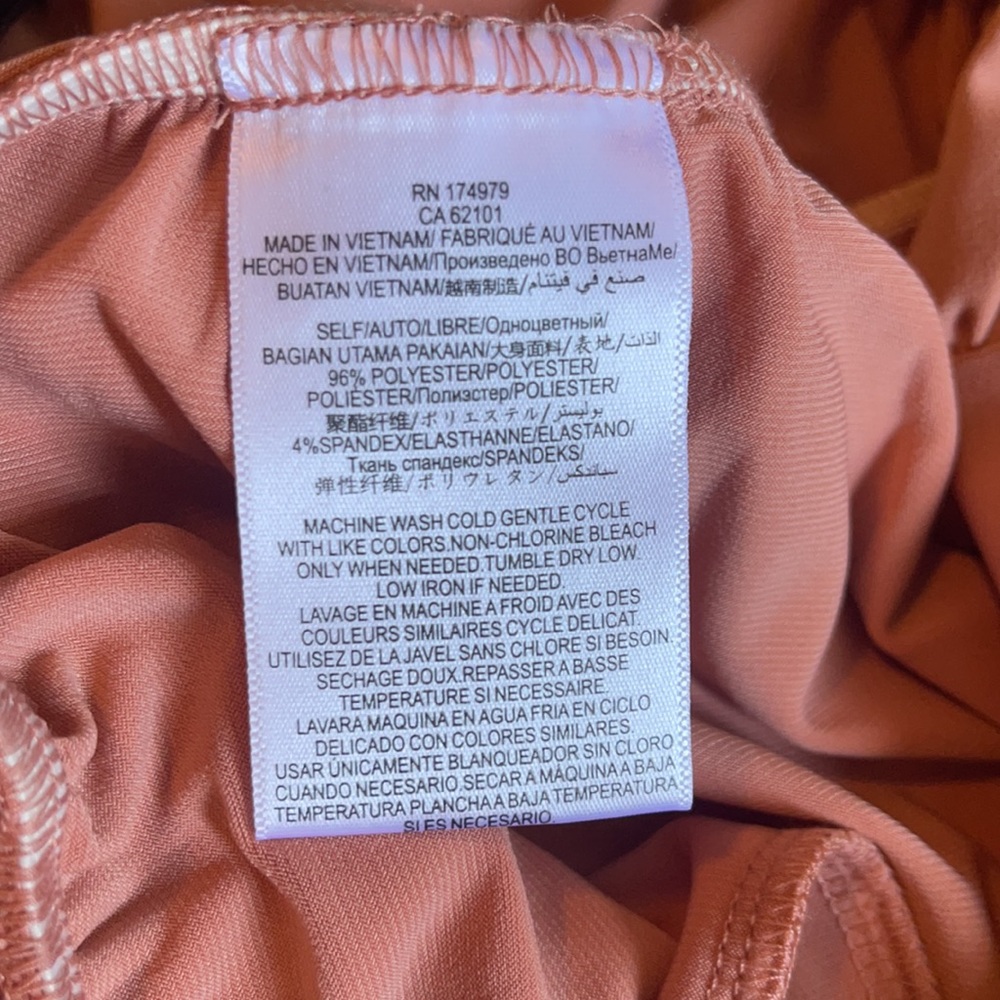 RN 174979
CA 62101
MADE IN VIETNAM/ FABRIQUÉ AU VIETNAM/
HECHO EN VIETNAM/Произведено ВО ВьетнаМе/
BUATAN VIETNAM/越南制造/صنع في فيتنام/
SELF/AUTO/LIBRE/Одноцветный/
BAGIAN UTAMA PAKAIAN/大身面料/表地/الذات/
96% POLYESTER/POLYESTER/
POLIÉSTER/Полиэстер/POLIESTER/
聚酯纤维/ポリエステル/بوليستر/
4%SPANDEX/ELASTHANNE/ELASTANO/
Ткань спандекс/SPANDEKS/
弹性纤维/ポリウレタン/سباندكس/
MACHINE WASH COLD GENTLE CYCLE
WITH LIKE COLORS.NON-CHLORINE BLEACH
ONLY WHEN NEEDED.TUMBLE DRY LOW.
LOW IRON IF NEEDED.
LAVAGE EN MACHINE A FROID AVEC DES
COULEURS SIMILAIRES CYCLE DELICAT.
UTILISEZ DE LA JAVEL SANS CHLORE SI BESOIN.
SECHAGE DOUX.REPASSER A BASSE
TEMPERATURE SI NECESSAIRE.
LAVARA MAQUINA EN AGUA FRIA EN CICLO
DELICADO CON COLORES SIMILARES.
USAR ÚNICAMENTE BLANQUEADOR SIN CLORO
CUANDO NECESARIO.SECAR A MÁQUINA A BAJA
TEMPERATURA PLANCHA A BAJA TEMPERATURA
SI ES NECESARIO.